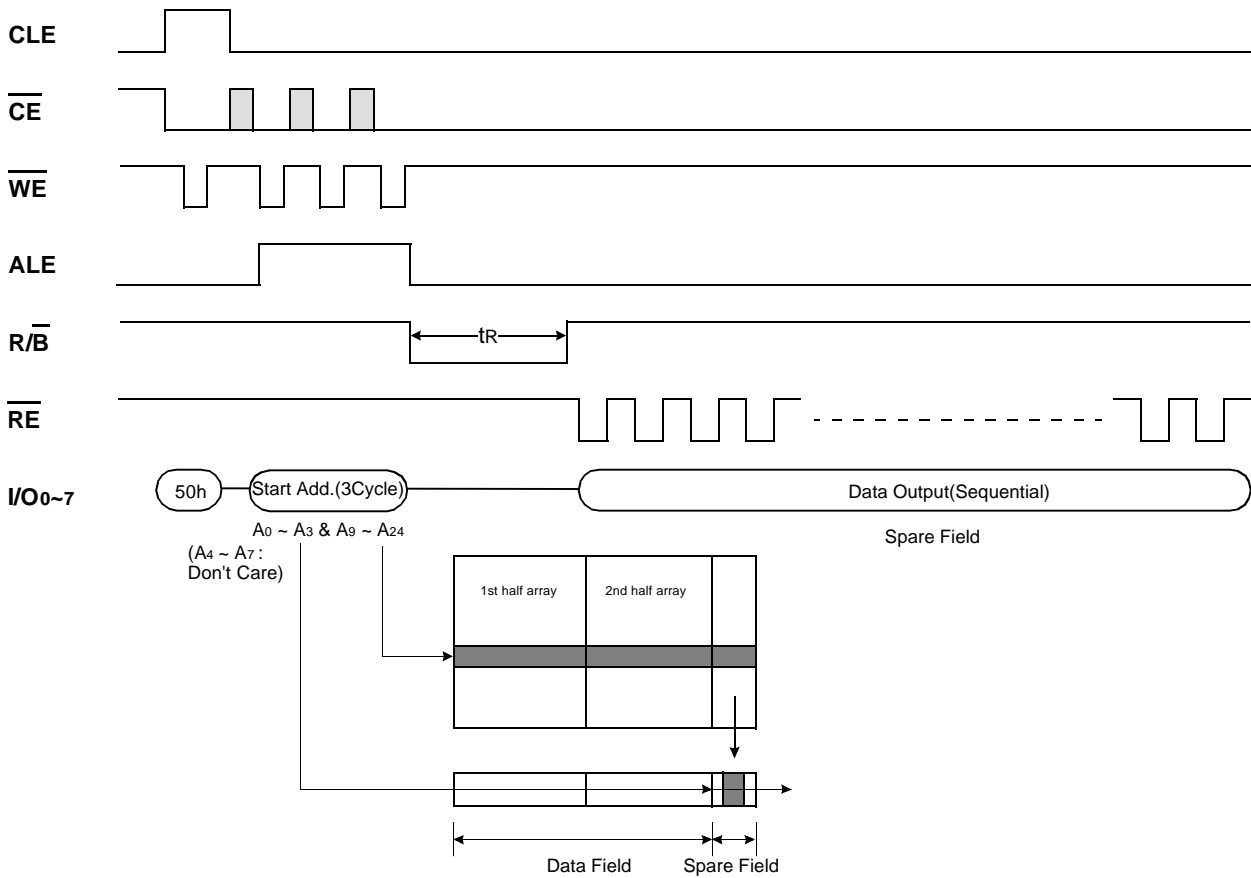 CLE
CE
WE
ALE
R/B
tR
RE
I/O0~7
50h
Start Add.(3Cycle)
Data Output(Sequential)
A0 ~ A3 & A9 ~ A24
Spare Field
(A4 ~ A7 :
Don't Care)
1st half array
2nd half array
Data Field
Spare Field